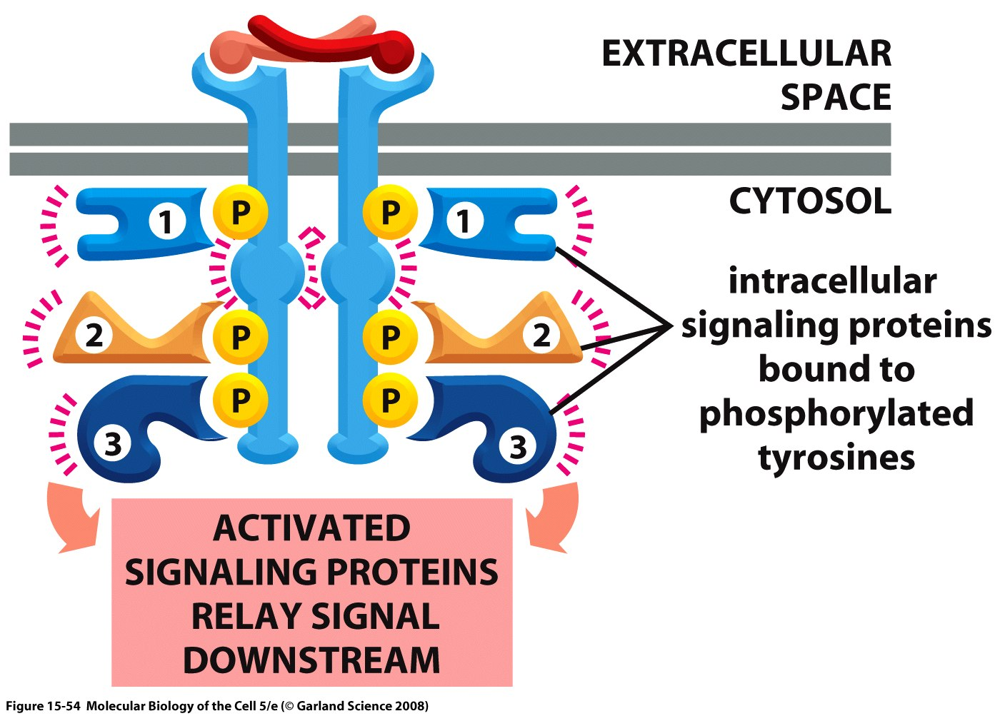 EXTRACELLULAR
SPACE
CYTOSOL
1
P
P
1
2
P
P
2
3
P
P
3
intracellular
signaling proteins
bound to
phosphorylated
tyrosines
ACTIVATED
SIGNALING PROTEINS
RELAY SIGNAL
DOWNSTREAM
Figure 15-54 Molecular Biology of the Cell 5/e (© Garland Science 2008)